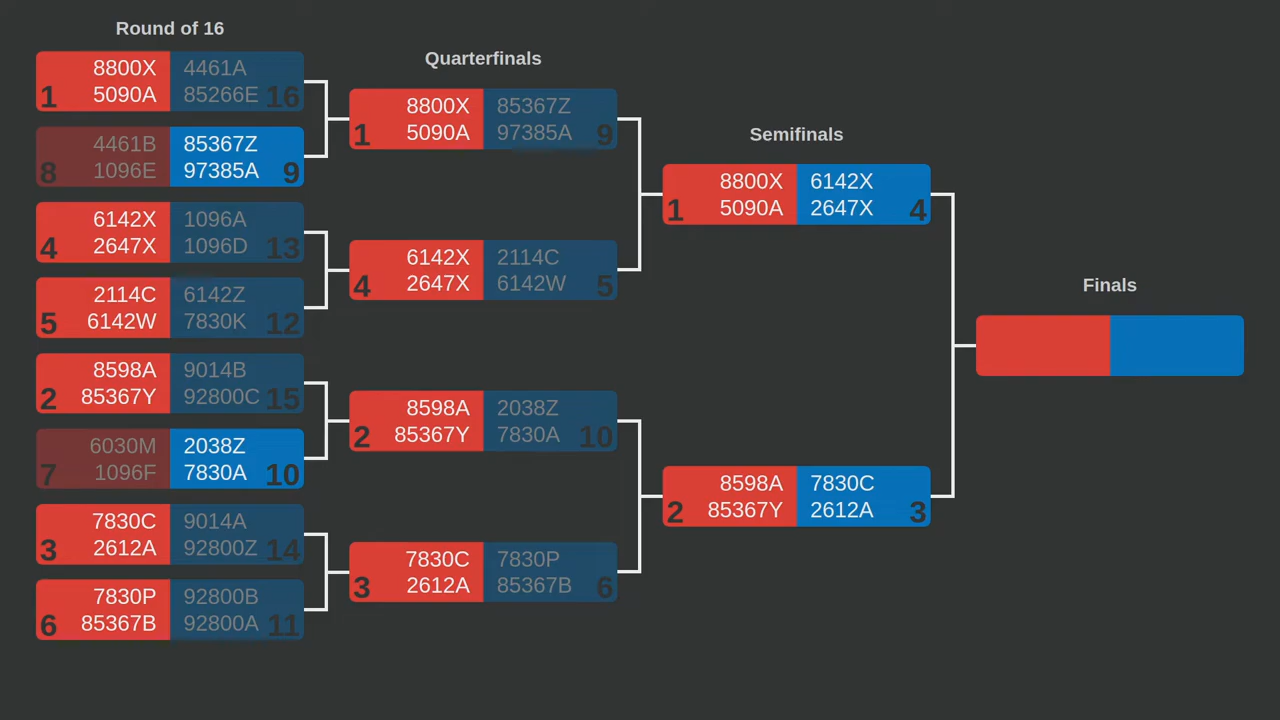 Round of 16
8800X 4461A
1 5090A 85266E 16
4461B 85367Z
8 1096E 97385A 9
6142X 1096A
4 2647X 1096D 13
2114C 6142Z
5 6142W 7830K 12
8598A 9014B
2 85367Y 92800C 15
6030M 2038Z
7 1096F 7830A 10
7830C 9014A
3 2612A 92800Z 14
7830P 92800B
6 85367B 92800A 11
Quarterfinals
8800X 85367Z
1 5090A 97385A 9
6142X 2114C
4 2647X 6142W 5
8598A 2038Z
2 85367Y 7830A 10
7830C 7830P
3 2612A 85367B 6
Semifinals
8800X 6142X
1 5090A 2647X 4
8598A 7830C
2 85367Y 2612A 3
Finals